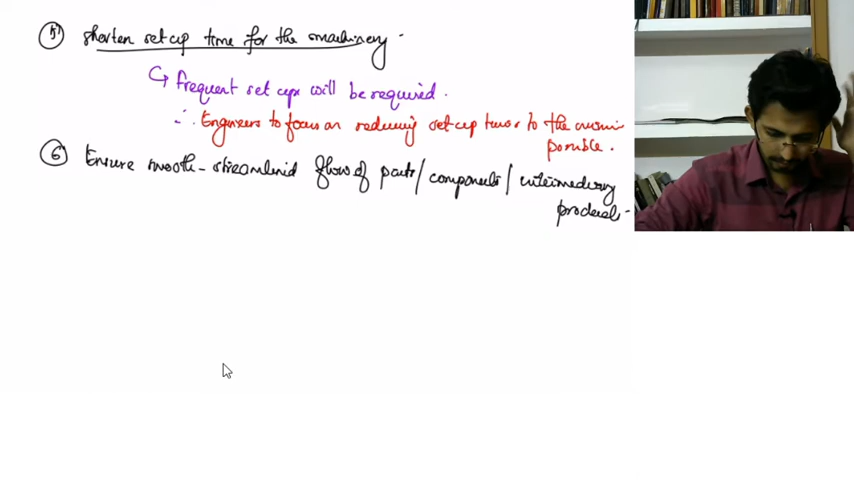 5) Shorten set up time for the machinery.
↳ Frequent set ups will be required.
∴ Engineers to focus on reducing set-up times to the
possible.
6) Ensure smooth-streamlined flow of parts/components/intermediary
products.